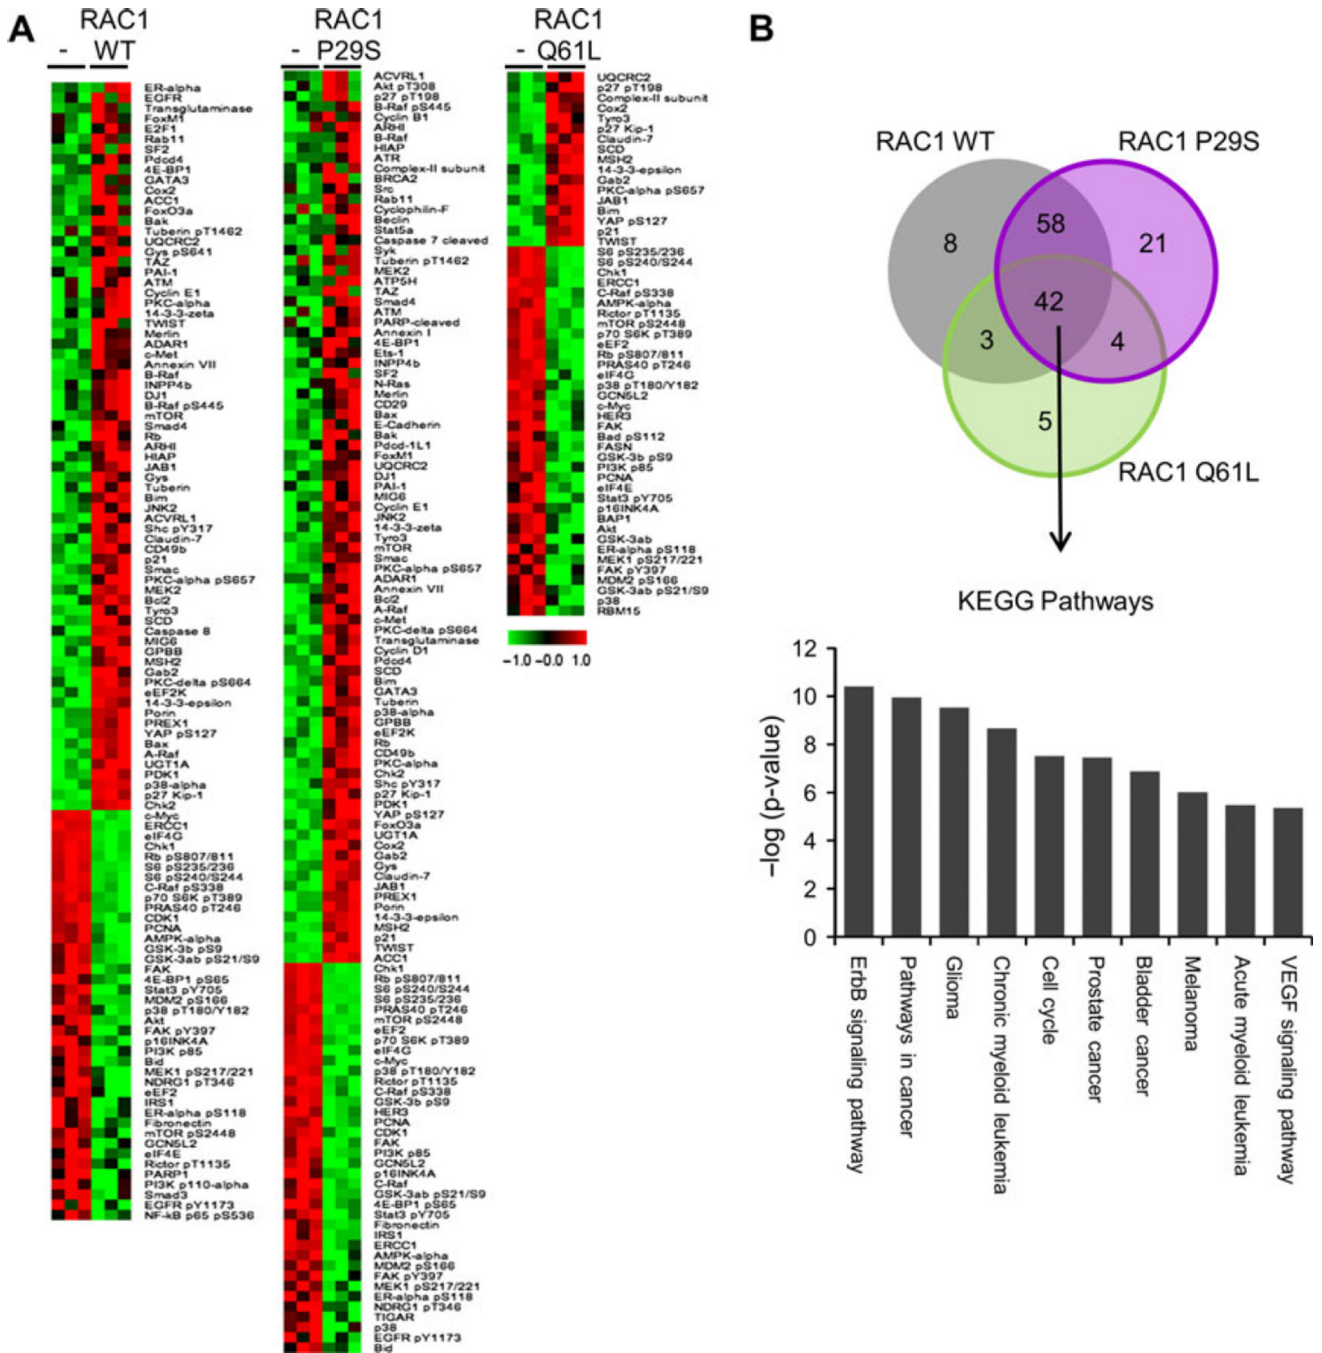 A
RAC1
- WT
ER-alpha
EGFR
Transglutaminase
FoxM1
E2F1
Rab11
SF2
Pdcd4
4E-BP1
GATA3
Cox2
ACC1
FoxO3a
Bak
Tuberin pT1462
UQCRC2
Gys pS641
TAZ
PAI-1
ATM
Cyclin E1
PKC-alpha
14-3-3-zeta
TWIST
Merlin
ADAR1
c-Met
Annexin VII
B-Raf
INPP4b
DJ1
B-Raf pS445
mTOR
Smad4
Rb
ARHI
HIAP
JAB1
Gys
Tuberin
Bim
JNK2
ACVRL1
Shc pY317
Claudin-7
CD49b
p21
Smac
PKC-alpha pS657
MEK2
Bcl2
Tyro3
SCD
Caspase 8
MIG6
GPBB
MSH2
Gab2
PKC-delta pS664
eEF2K
14-3-3-epsilon
Porin
PREX1
YAP pS127
Bax
A-Raf
UGT1A
PDK1
p38-alpha
p27 Kip-1
Chk2
c-Myc
ERCC1
eIF4G
Chk1
Rb pS807/811
S6 pS235/236
S6 pS240/S244
C-Raf pS338
p70 S6K pT389
PRAS40 pT246
CDK1
PCNA
AMPK-alpha
GSK-3b pS9
GSK-3ab pS21/S9
FAK
4E-BP1 pS65
Stat3 pY705
MDM2 pS166
p38 pT180/Y182
Akt
FAK pY397
p16INK4A
PI3K p85
Bid
MEK1 pS217/221
NDRG1 pT346
eEF2
IRS1
ER-alpha pS118
Fibronectin
mTOR pS2448
GCN5L2
eIF4E
Rictor pT1135
PARP1
PI3K p110-alpha
Smad3
EGFR pY1173
NF-kB p65 pS536
RAC1
- P29S
ACVRL1
Akt pT308
p27 pT198
B-Raf pS445
Cyclin B1
ARHI
B-Raf
HIAP
ATR
Complex-II subunit
BRCA2
Src
Rab11
Cyclophilin-F
Beclin
Stat5a
Caspase 7 cleaved
Syk
Tuberin pT1462
MEK2
ATP5H
TAZ
Smad4
ATM
PARP-cleaved
Annexin I
4E-BP1
Ets-1
INPP4b
SF2
N-Ras
Merlin
CD29
Bax
E-Cadherin
Bak
Pdcd-1L1
FoxM1
UQCRC2
DJ1
PAI-1
MIG6
Cyclin E1
JNK2
14-3-3-zeta
Tyro3
mTOR
Smac
PKC-alpha pS657
ADAR1
Annexin VII
Bcl2
A-Raf
c-Met
PKC-delta pS664
Transglutaminase
Cyclin D1
Pdcd4
SCD
Bim
GATA3
Tuberin
p38-alpha
GPBB
eEF2K
Rb
CD49b
PKC-alpha
Chk2
Shc pY317
p27 Kip-1
PDK1
YAP pS127
FoxO3a
UGT1A
Cox2
Gab2
Gys
Claudin-7
JAB1
PREX1
Porin
14-3-3-epsilon
MSH2
p21
TWIST
ACC1
Chk1
Rb pS807/811
S6 pS240/S244
S6 pS235/236
PRAS40 pT246
mTOR pS2448
eEF2
p70 S6K pT389
eIF4G
c-Myc
p38 pT180/Y182
Rictor pT1135
C-Raf pS338
GSK-3b pS9
HER3
PCNA
CDK1
FAK
PI3K p85
GCN5L2
p16INK4A
C-Raf
GSK-3ab pS21/S9
4E-BP1 pS65
Stat3 pY705
Fibronectin
IRS1
ERCC1
AMPK-alpha
MDM2 pS166
FAK pY397
MEK1 pS217/221
ER-alpha pS118
NDRG1 pT346
TIGAR
p38
EGFR pY1173
Bid
RAC1
- Q61L
UQCRC2
p27 pT198
Complex-II subunit
Cox2
Tyro3
p27 Kip-1
Claudin-7
SCD
MSH2
14-3-3-epsilon
Gab2
PKC-alpha pS657
JAB1
Bim
YAP pS127
p21
TWIST
S6 pS235/236
S6 pS240/S244
Chk1
ERCC1
C-Raf pS338
AMPK-alpha
Rictor pT1135
mTOR pS2448
p70 S6K pT389
eEF2
Rb pS807/811
PRAS40 pT246
eIF4G
p38 pT180/Y182
GCN5L2
c-Myc
HER3
FAK
Bad pS112
FASN
GSK-3b pS9
PI3K p85
PCNA
eIF4E
Stat3 pY705
p16INK4A
BAP1
Akt
GSK-3ab
ER-alpha pS118
MEK1 pS217/221
FAK pY397
MDM2 pS166
GSK-3ab pS21/S9
p38
RBM15
−1.0 −0.0 1.0
B
RAC1 WT
RAC1 P29S
58
8
21
42
3
4
5
RAC1 Q61L
KEGG Pathways
−log (p-value)
12
10
8
6
4
2
0
ErbB signaling pathway
Pathways in cancer
Glioma
Chronic myeloid leukemia
Cell cycle
Prostate cancer
Bladder cancer
Melanoma
Acute myeloid leukemia
VEGF signaling pathway